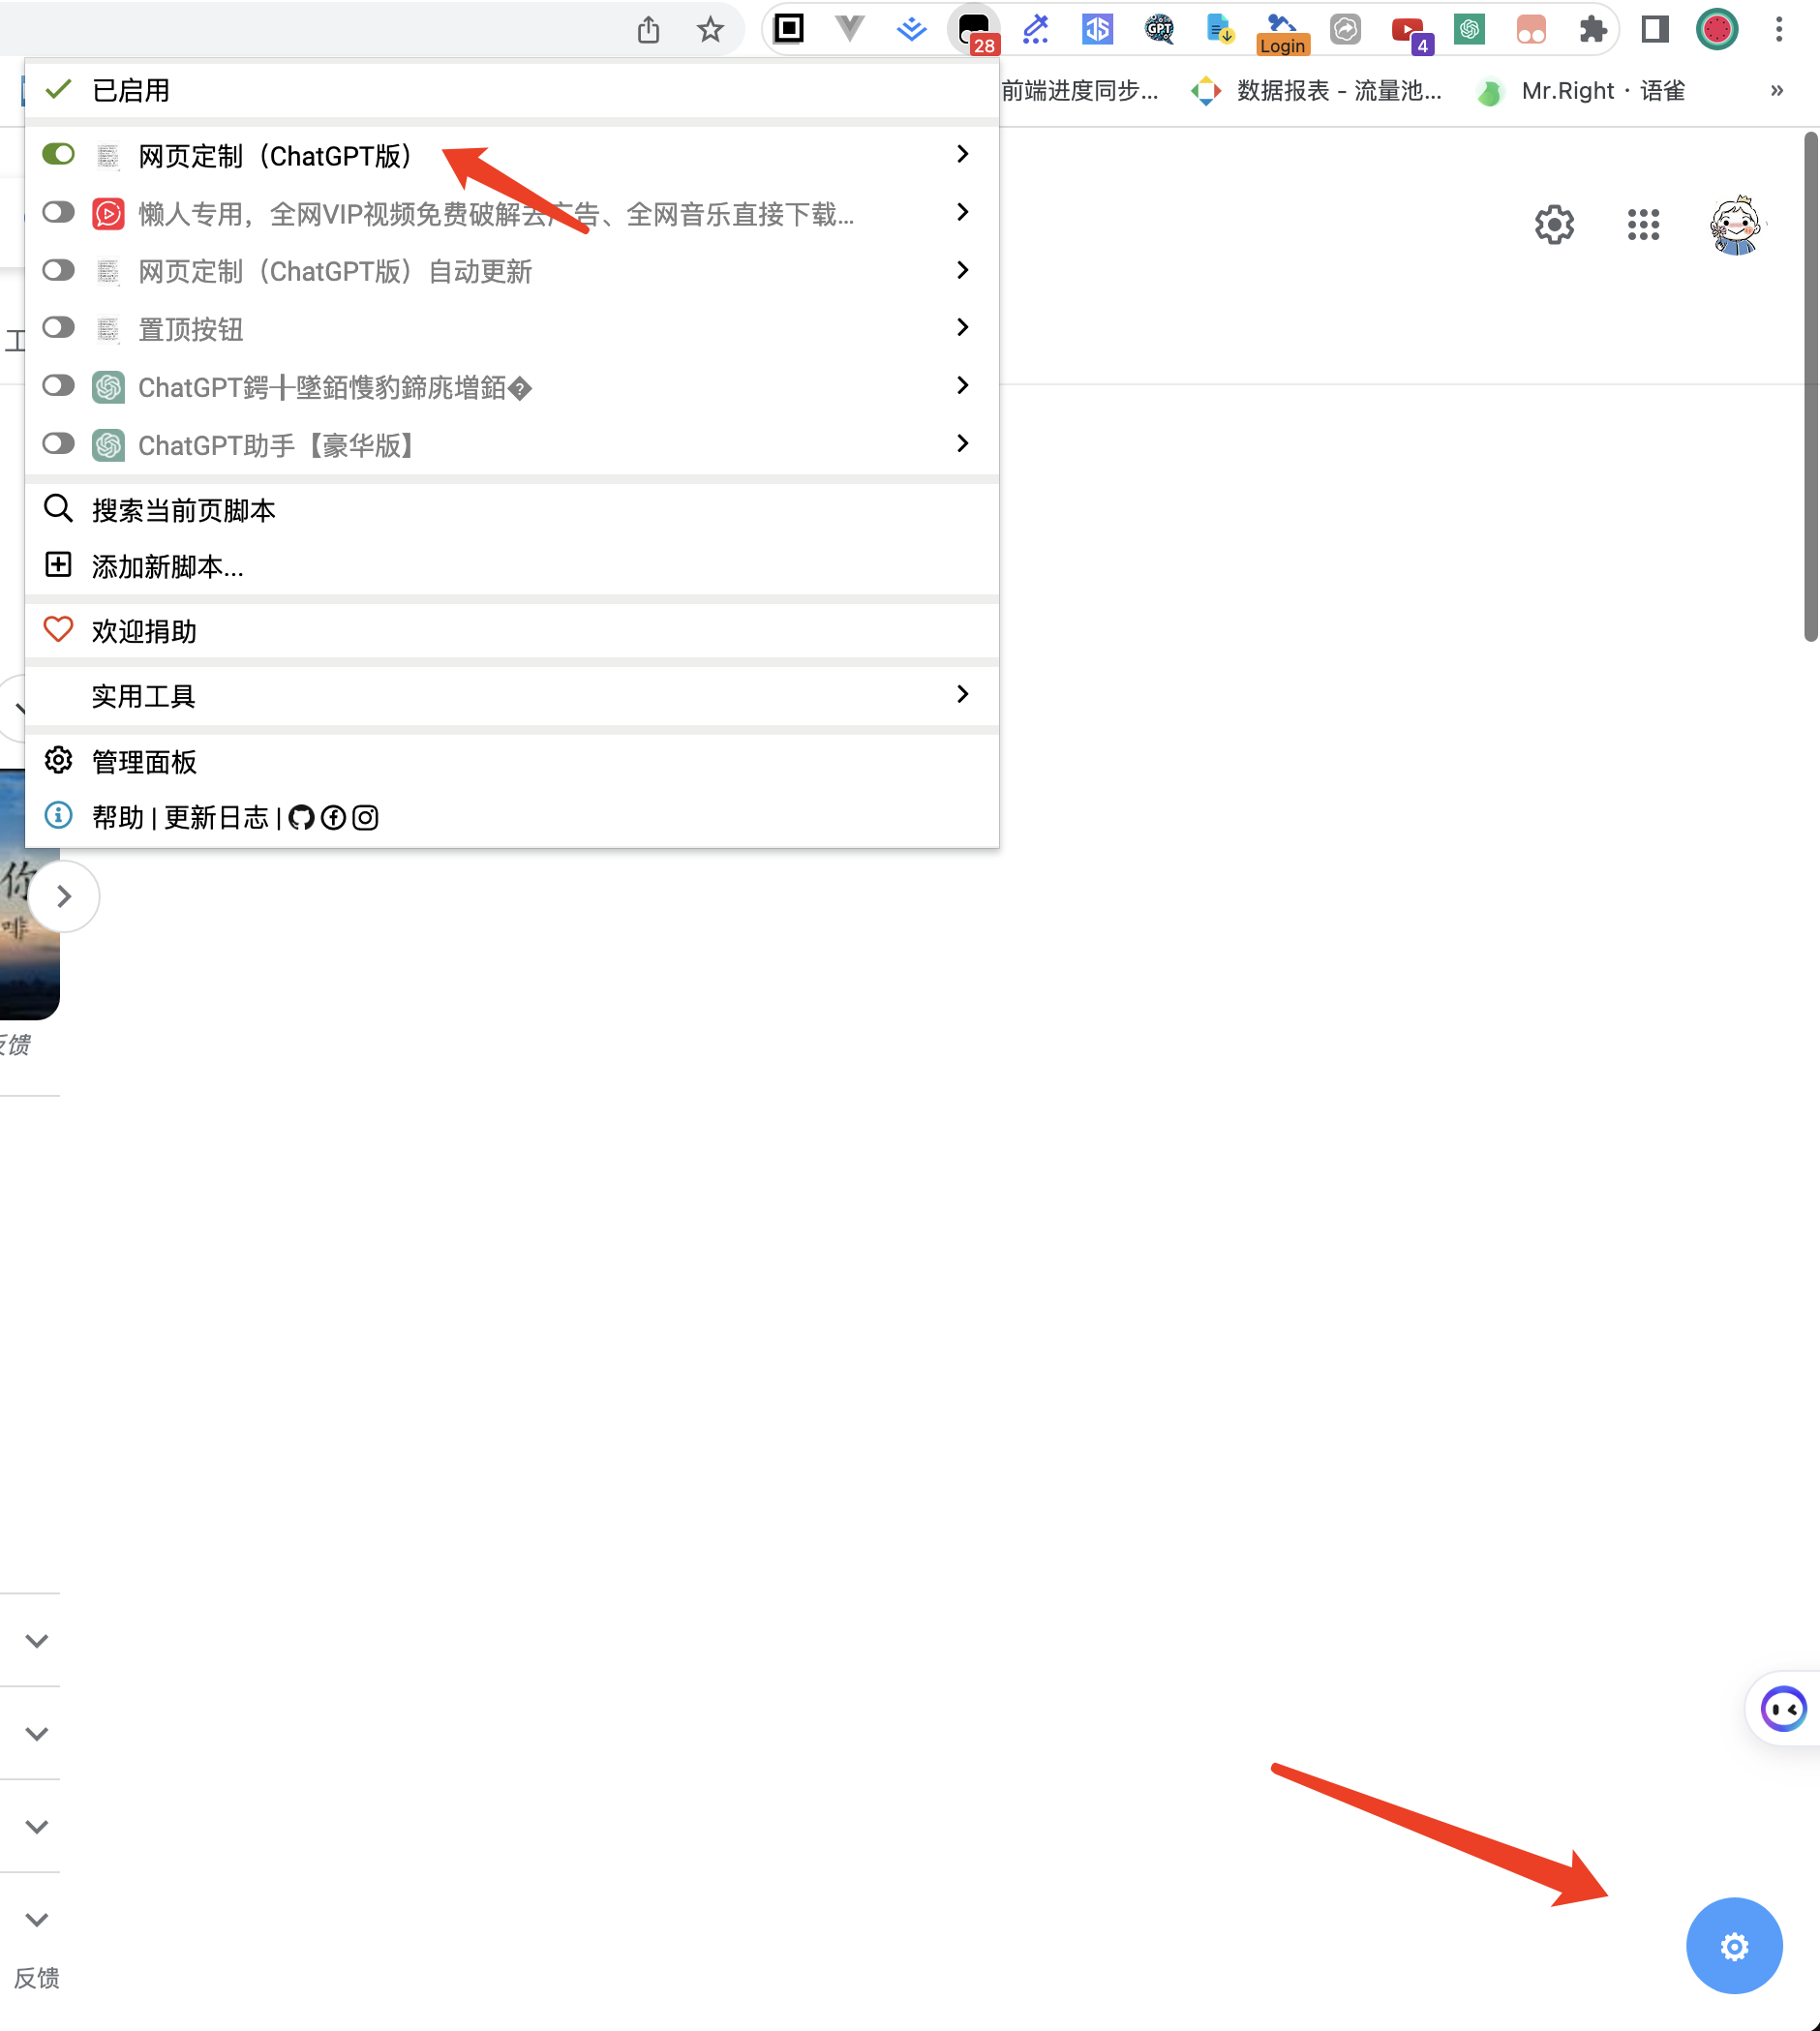 28
JS
GPT
Login
4
已启用
前端进度同步...
数据报表 - 流量池...
Mr.Right · 语雀
»
网页定制（ChatGPT版）
懒人专用，全网VIP视频免费破解去广告、全网音乐直接下载...
网页定制（ChatGPT版）自动更新
置顶按钮
ChatGPT鍔╂墜銆愯豹鍗庣増銆�
ChatGPT助手【豪华版】
工
搜索当前页脚本
添加新脚本...
欢迎捐助
实用工具
管理面板
帮助 | 更新日志 |
你
啡
反馈
反馈